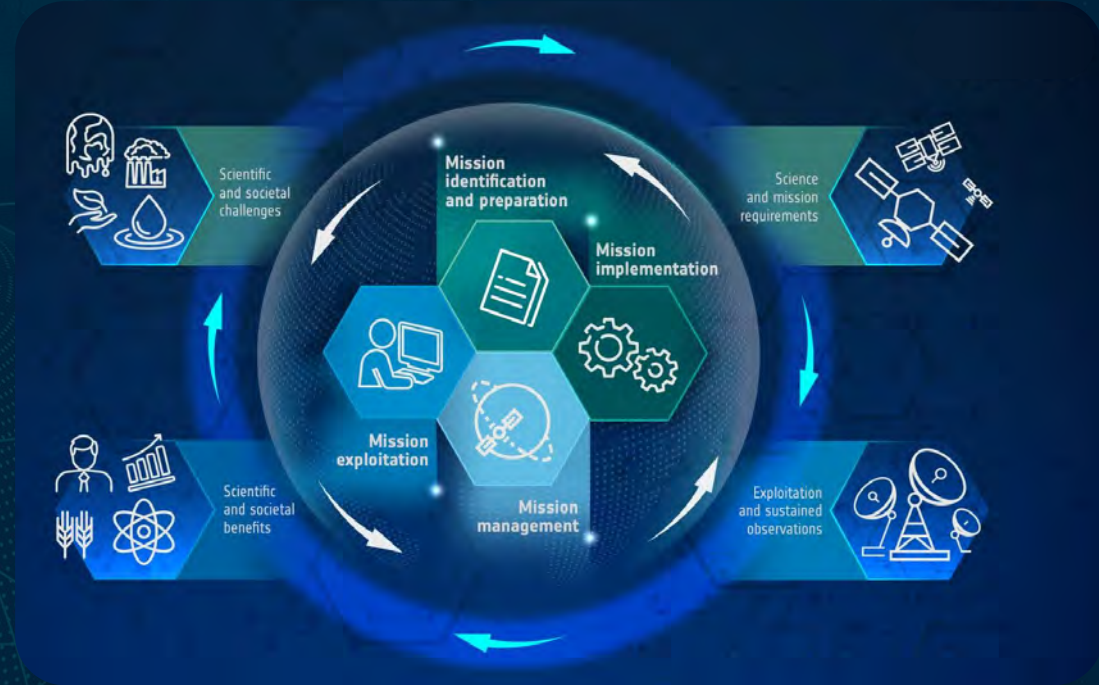 Scientific
and societal
challenges
Mission
identification
and preparation
Science
and mission
requirements
Mission
implementation
Mission
exploitation
Scientific
and societal
benefits
Mission
management
Exploitation
and sustained
observations